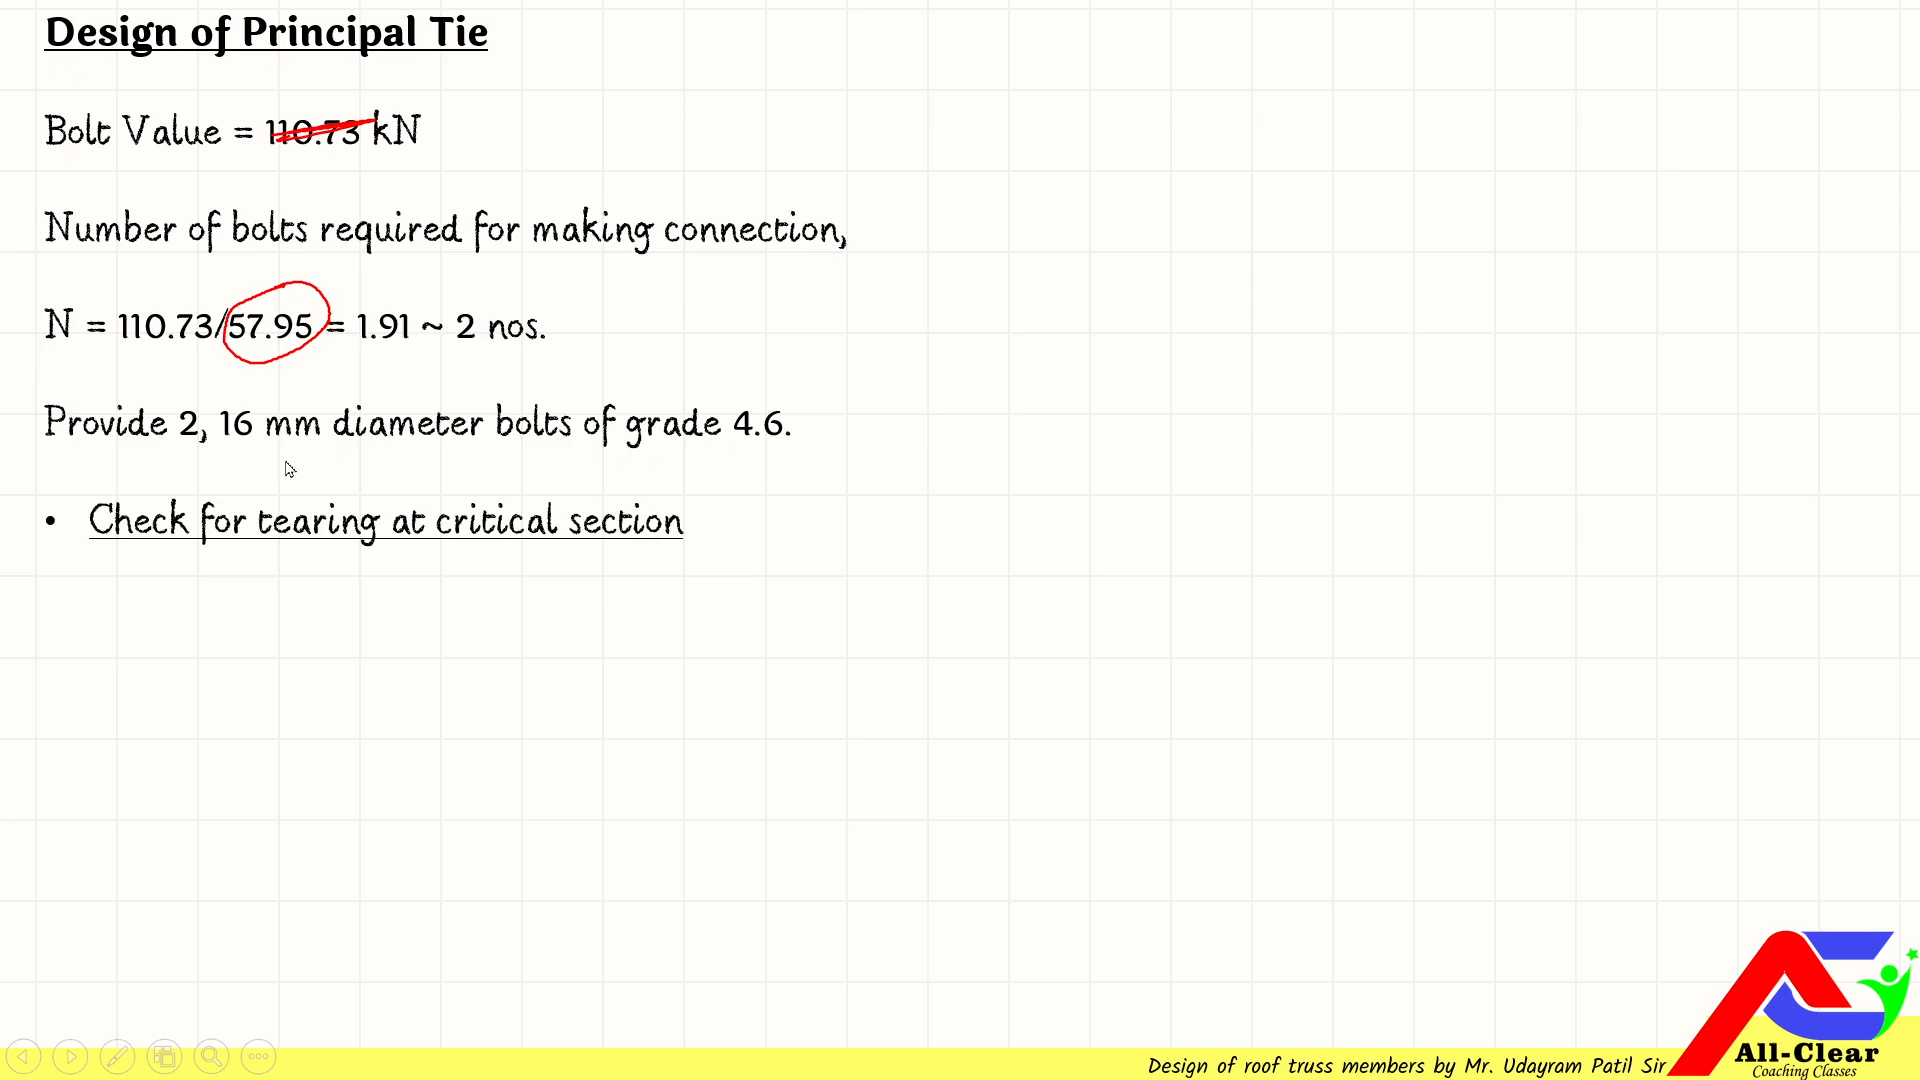 Design of Principal Tie
Bolt Value = 110.73 kN
Number of bolts required for making connection,
N = 110.73/57.95 = 1.91 ~ 2 nos.
Provide 2, 16 mm diameter bolts of grade 4.6.
• Check for tearing at critical section
Design of roof truss members by Mr. Udayram Patil Sir
All-Clear
Coaching Classes